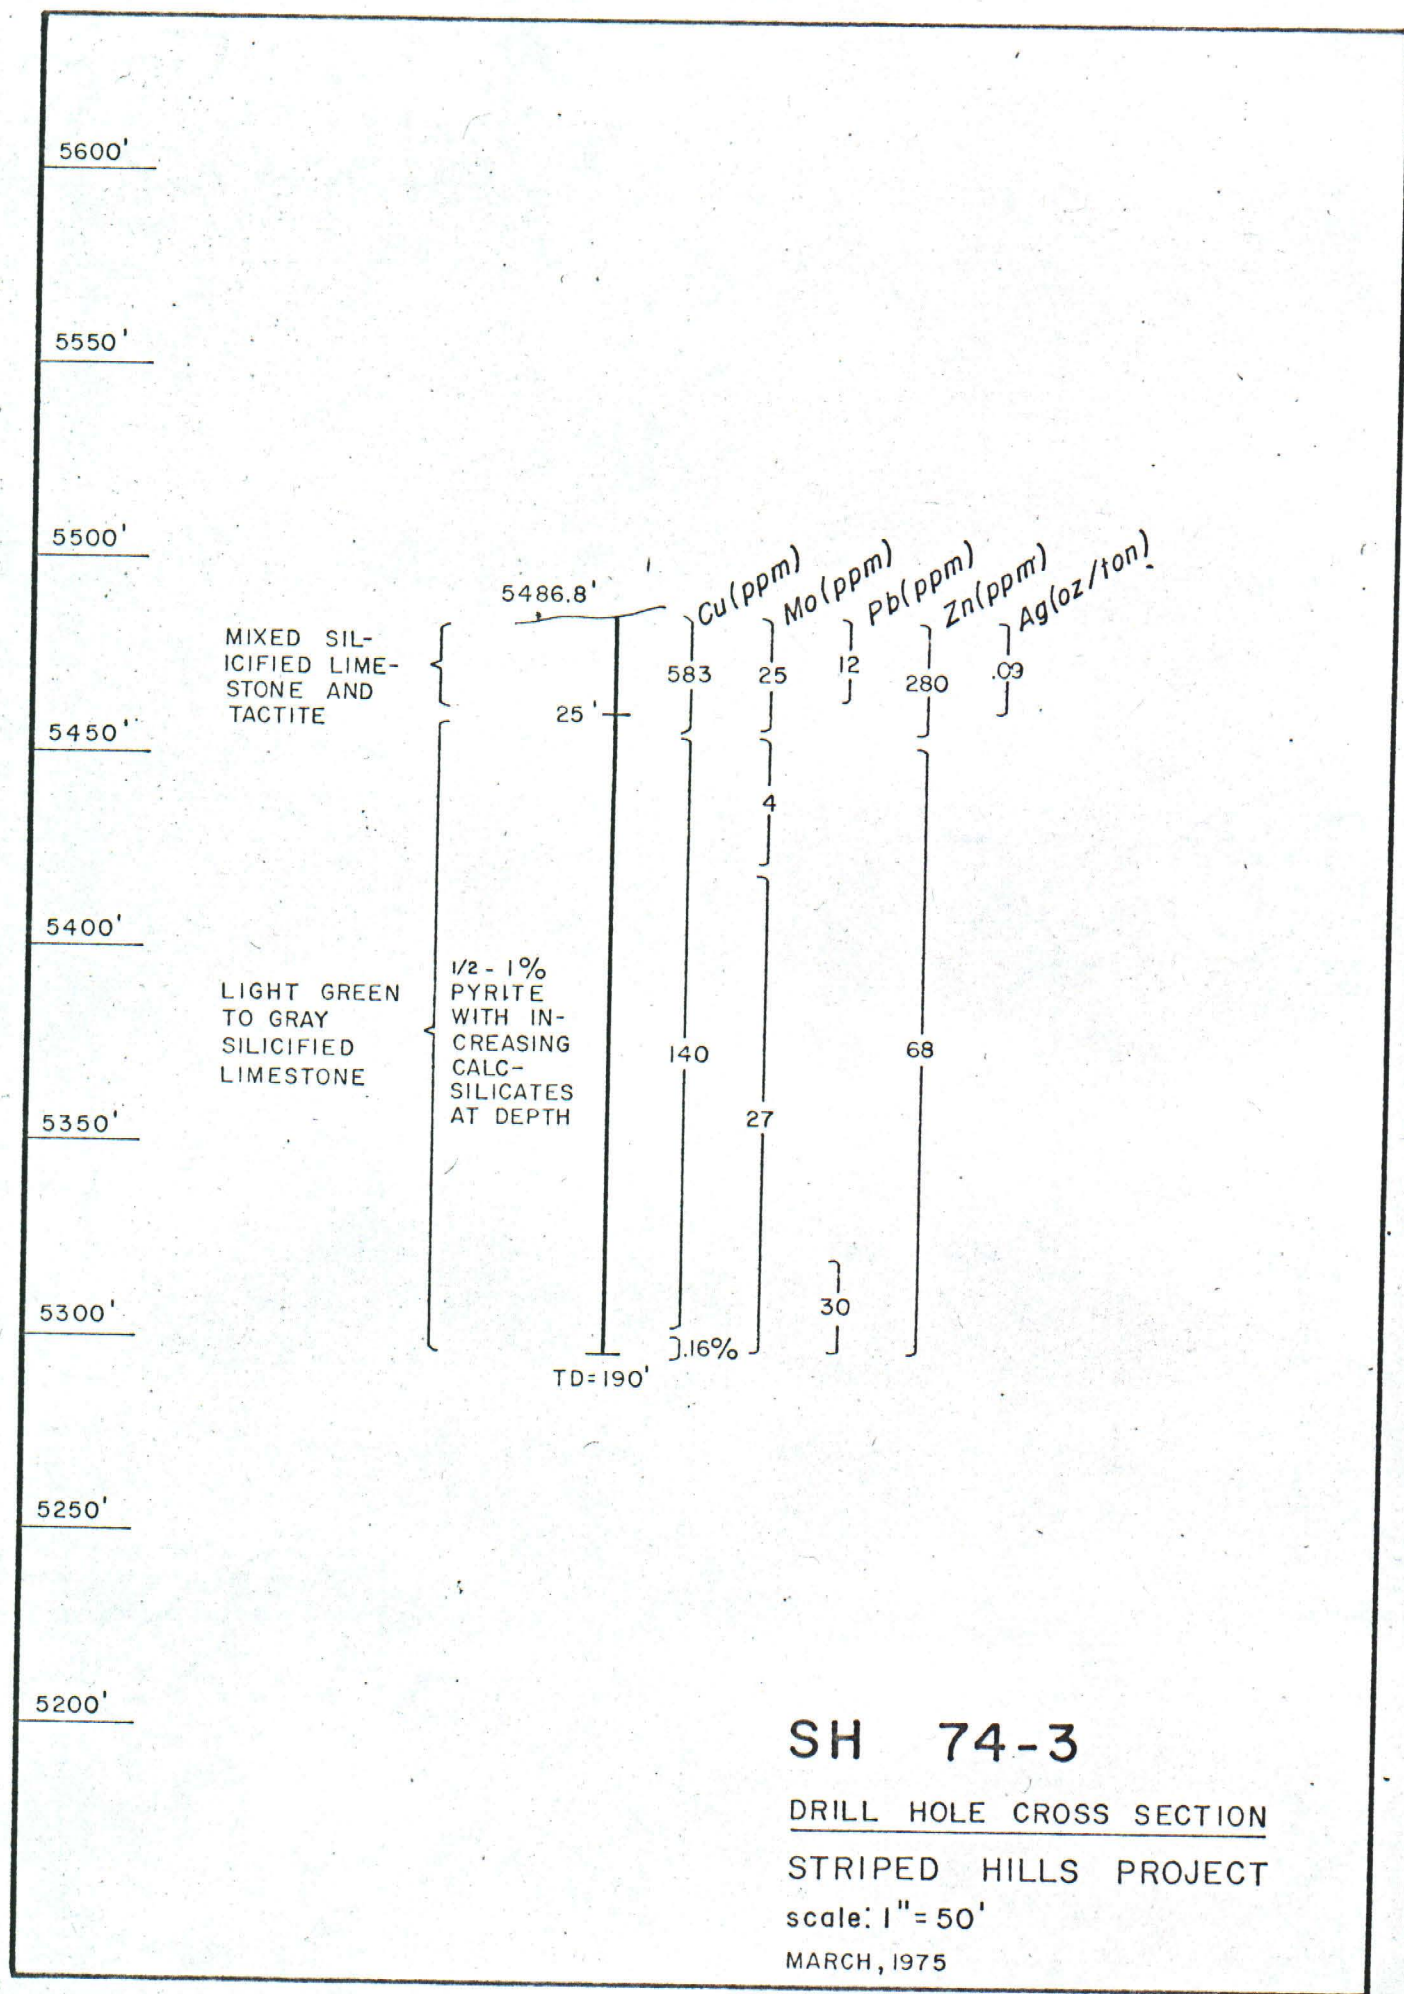 5600'
5550'
5500'
5450'
5400'
5350'
5300'
5250'
5200'
5486.8'
Cu(ppm)
Mo(ppm)
Pb(ppm)
Zn(ppm)
Ag(oz/ton)
MIXED SIL-
ICIFIED LIME-
STONE AND
TACTITE
25'
583
25
12
280
.09
4
LIGHT GREEN
TO GRAY
SILICIFIED
LIMESTONE
1/2 - 1%
PYRITE
WITH IN-
CREASING
CALC-
SILICATES
AT DEPTH
140
27
68
30
.16%
TD=190'
SH 74-3
DRILL HOLE CROSS SECTION
STRIPED HILLS PROJECT
scale: 1"=50'
MARCH, 1975